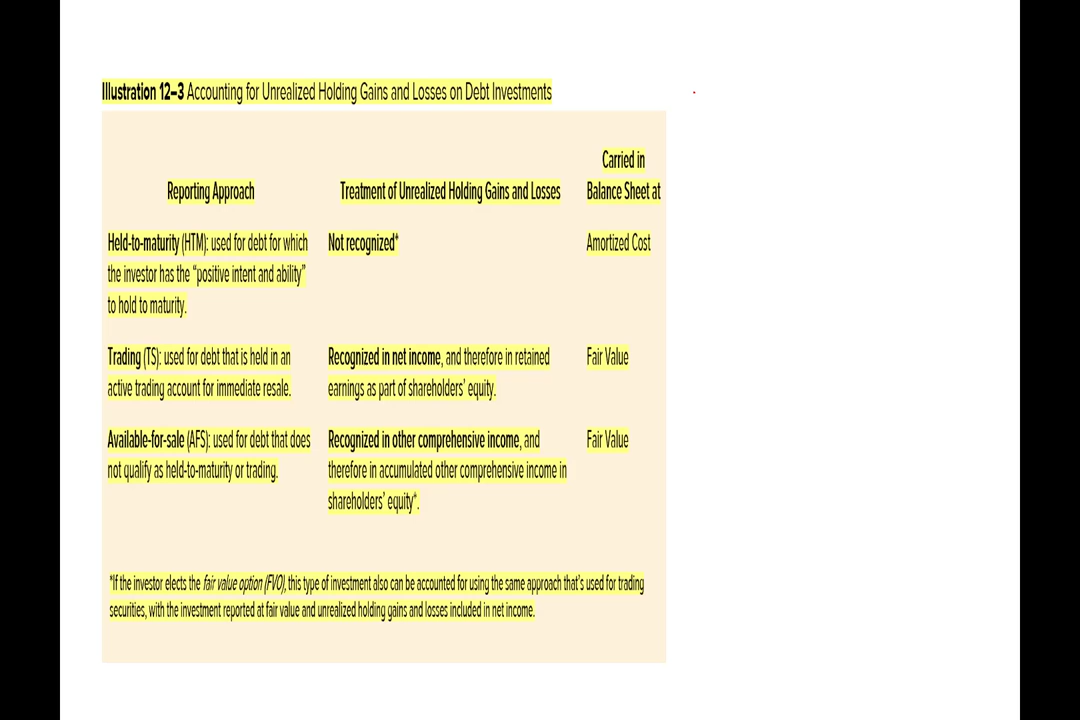 Illustration 12–3 Accounting for Unrealized Holding Gains and Losses on Debt Investments
Carried in
Reporting Approach Treatment of Unrealized Holding Gains and Losses Balance Sheet at
Held-to-maturity (HTM): used for debt for which Not recognized* Amortized Cost
the investor has the “positive intent and ability”
to hold to maturity.
Trading (TS): used for debt that is held in an Recognized in net income, and therefore in retained Fair Value
active trading account for immediate resale. earnings as part of shareholders’ equity.
Available-for-sale (AFS): used for debt that does Recognized in other comprehensive income, and Fair Value
not qualify as held-to-maturity or trading. therefore in accumulated other comprehensive income in
shareholders’ equity*.
*If the investor elects the fair value option (FVO), this type of investment also can be accounted for using the same approach that’s used for trading
securities, with the investment reported at fair value and unrealized holding gains and losses included in net income.